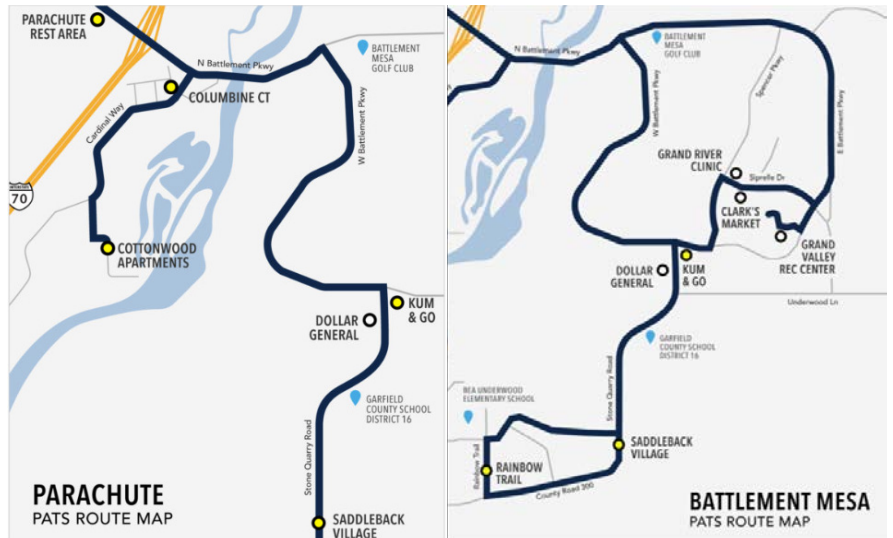 PARACHUTE
REST AREA
N Battlement Pkwy
BATTLEMENT
MESA
GOLF CLUB
COLUMBINE CT
Cardinal Way
W Battlement Pkwy
70
COTTONWOOD
APARTMENTS
KUM
& GO
DOLLAR
GENERAL
GARFIELD
COUNTY SCHOOL
DISTRICT 16
Stone Quarry Road
PARACHUTE
PATS ROUTE MAP
SADDLEBACK
VILLAGE
N Battlement Pkwy
BATTLEMENT
MESA
GOLF CLUB
Spencer Pkwy
W Battlement Pkwy
E Battlement Pkwy
GRAND RIVER
CLINIC
Sipprelle Dr
CLARK'S
MARKET
GRAND
VALLEY
REC CENTER
DOLLAR
GENERAL
KUM
& GO
Underwood Ln
GARFIELD
COUNTY SCHOOL
DISTRICT 16
Stone Quarry Road
BEA UNDERWOOD
ELEMENTARY SCHOOL
SADDLEBACK
VILLAGE
Rainbow Trail
RAINBOW
TRAIL
County Road 300
BATTLEMENT MESA
PATS ROUTE MAP